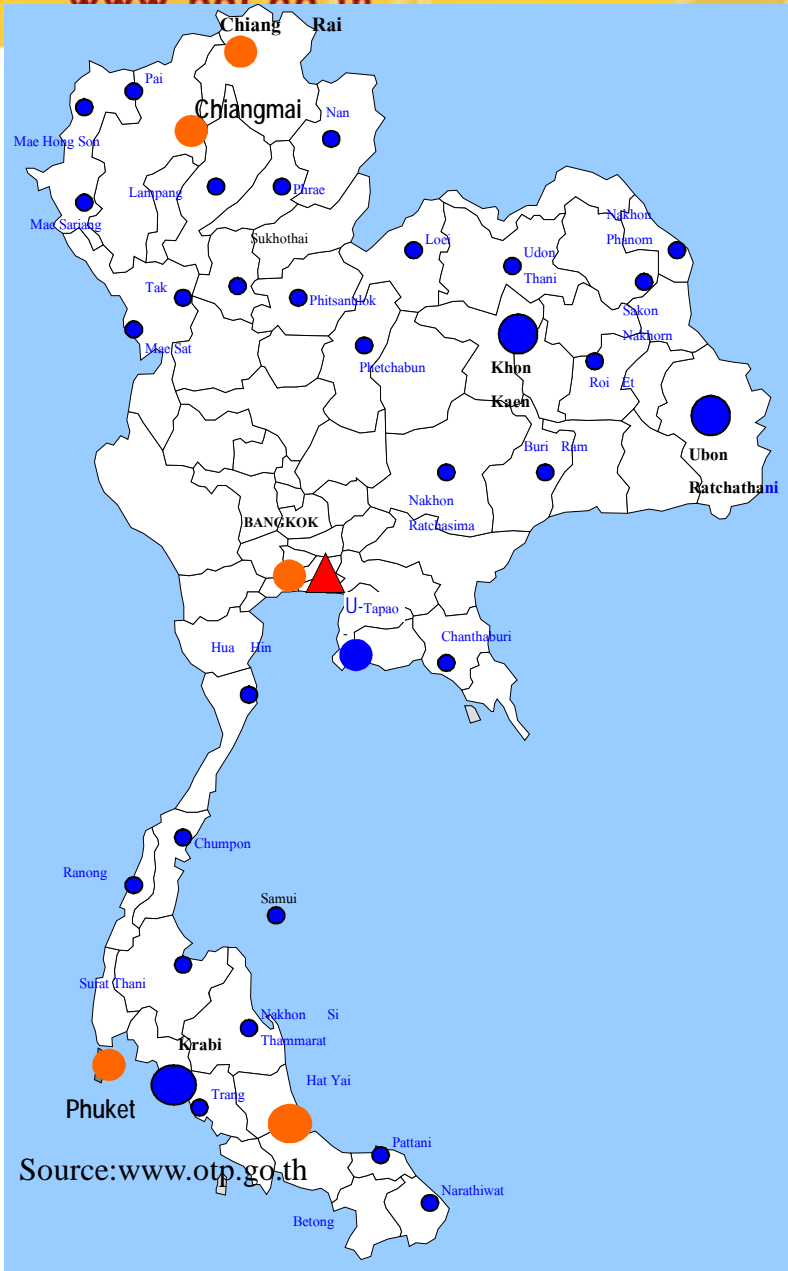 Chiang Rai
Pai
Chiangmai
Nan
Mae Hong Son
Lampang
Phrae
Mae Sariang
Sukhothai
Loei
Udon
Thani
Nakhon
Phanom
Tak
Phitsanulok
Sakon
Nakhorn
Mae Sat
Phetchabun
Khon
Kaen
Roi Et
Ubon
Ratchathani
Buri Ram
Nakhon
Ratchasima
BANGKOK
U-Tapao
-
Hua Hin
Chanthaburi
Chumpon
Ranong
Samui
Surat Thani
Nakhon Si
Thammarat
Krabi
Hat Yai
Trang
Phuket
Pattani
Source:www.otp.go.th
Narathiwat
Betong